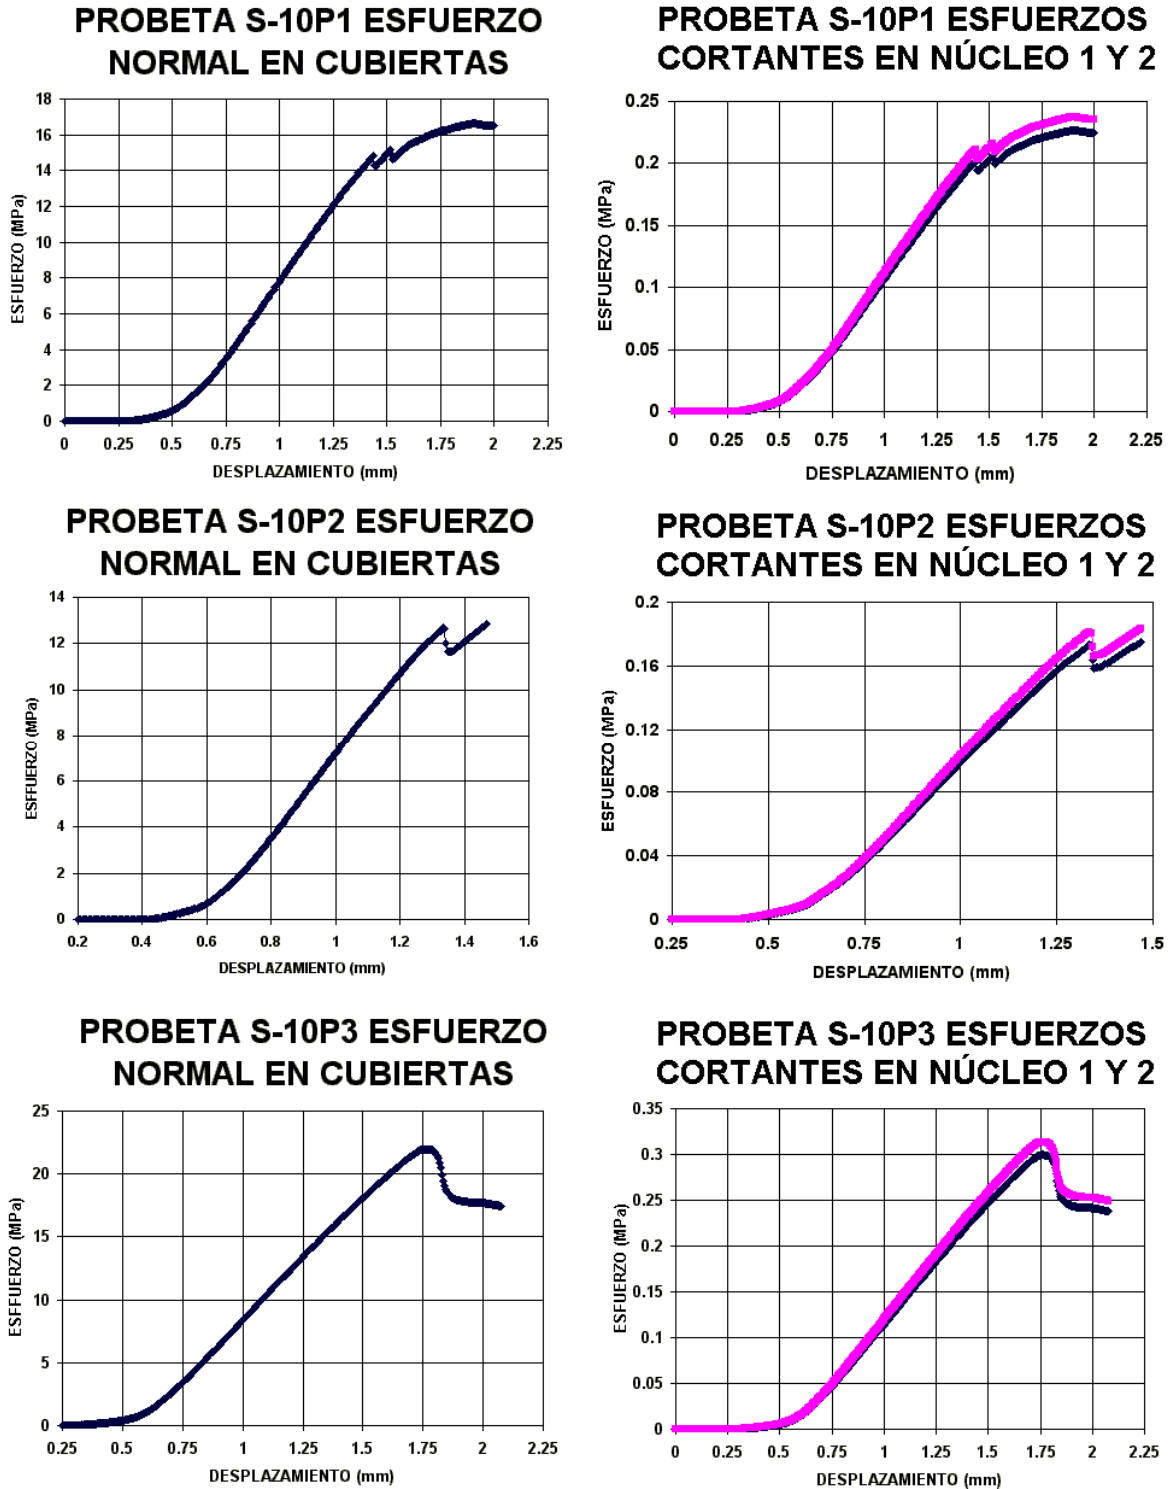 PROBETA S-10P1 ESFUERZO
NORMAL EN CUBIERTAS
18
16
14
12
10
8
6
4
2
0
ESFUERZO (MPa)
0 0.25 0.5 0.75 1 1.25 1.5 1.75 2 2.25
DESPLAZAMIENTO (mm)
PROBETA S-10P1 ESFUERZOS
CORTANTES EN NÚCLEO 1 Y 2
0.25
0.2
0.15
0.1
0.05
0
ESFUERZO (MPa)
0 0.25 0.5 0.75 1 1.25 1.5 1.75 2 2.25
DESPLAZAMIENTO (mm)
PROBETA S-10P2 ESFUERZO
NORMAL EN CUBIERTAS
14
12
10
8
6
4
2
0
ESFFUERZO (MPa)
0.2 0.4 0.6 0.8 1 1.2 1.4 1.6
DESPLAZAMIENTO (mm)
PROBETA S-10P2 ESFUERZOS
CORTANTES EN NÚCLEO 1 Y 2
0.2
0.16
0.12
0.08
0.04
0
ESFUERZO (MPa)
0.25 0.5 0.75 1 1.25 1.5
DESPLAZAMIENTO (mm)
PROBETA S-10P3 ESFUERZO
NORMAL EN CUBIERTAS
25
20
15
10
5
0
ESFFUERZO (MPa)
0.25 0.5 0.75 1 1.25 1.5 1.75 2 2.25
DESPLAZAMIENTO (mm)
PROBETA S-10P3 ESFUERZOS
CORTANTES EN NÚCLEO 1 Y 2
0.35
0.3
0.25
0.2
0.15
0.1
0.05
0
ESFUERZO (MPa)
0 0.25 0.5 0.75 1 1.25 1.5 1.75 2 2.25
DESPLAZAMIENTO (mm)